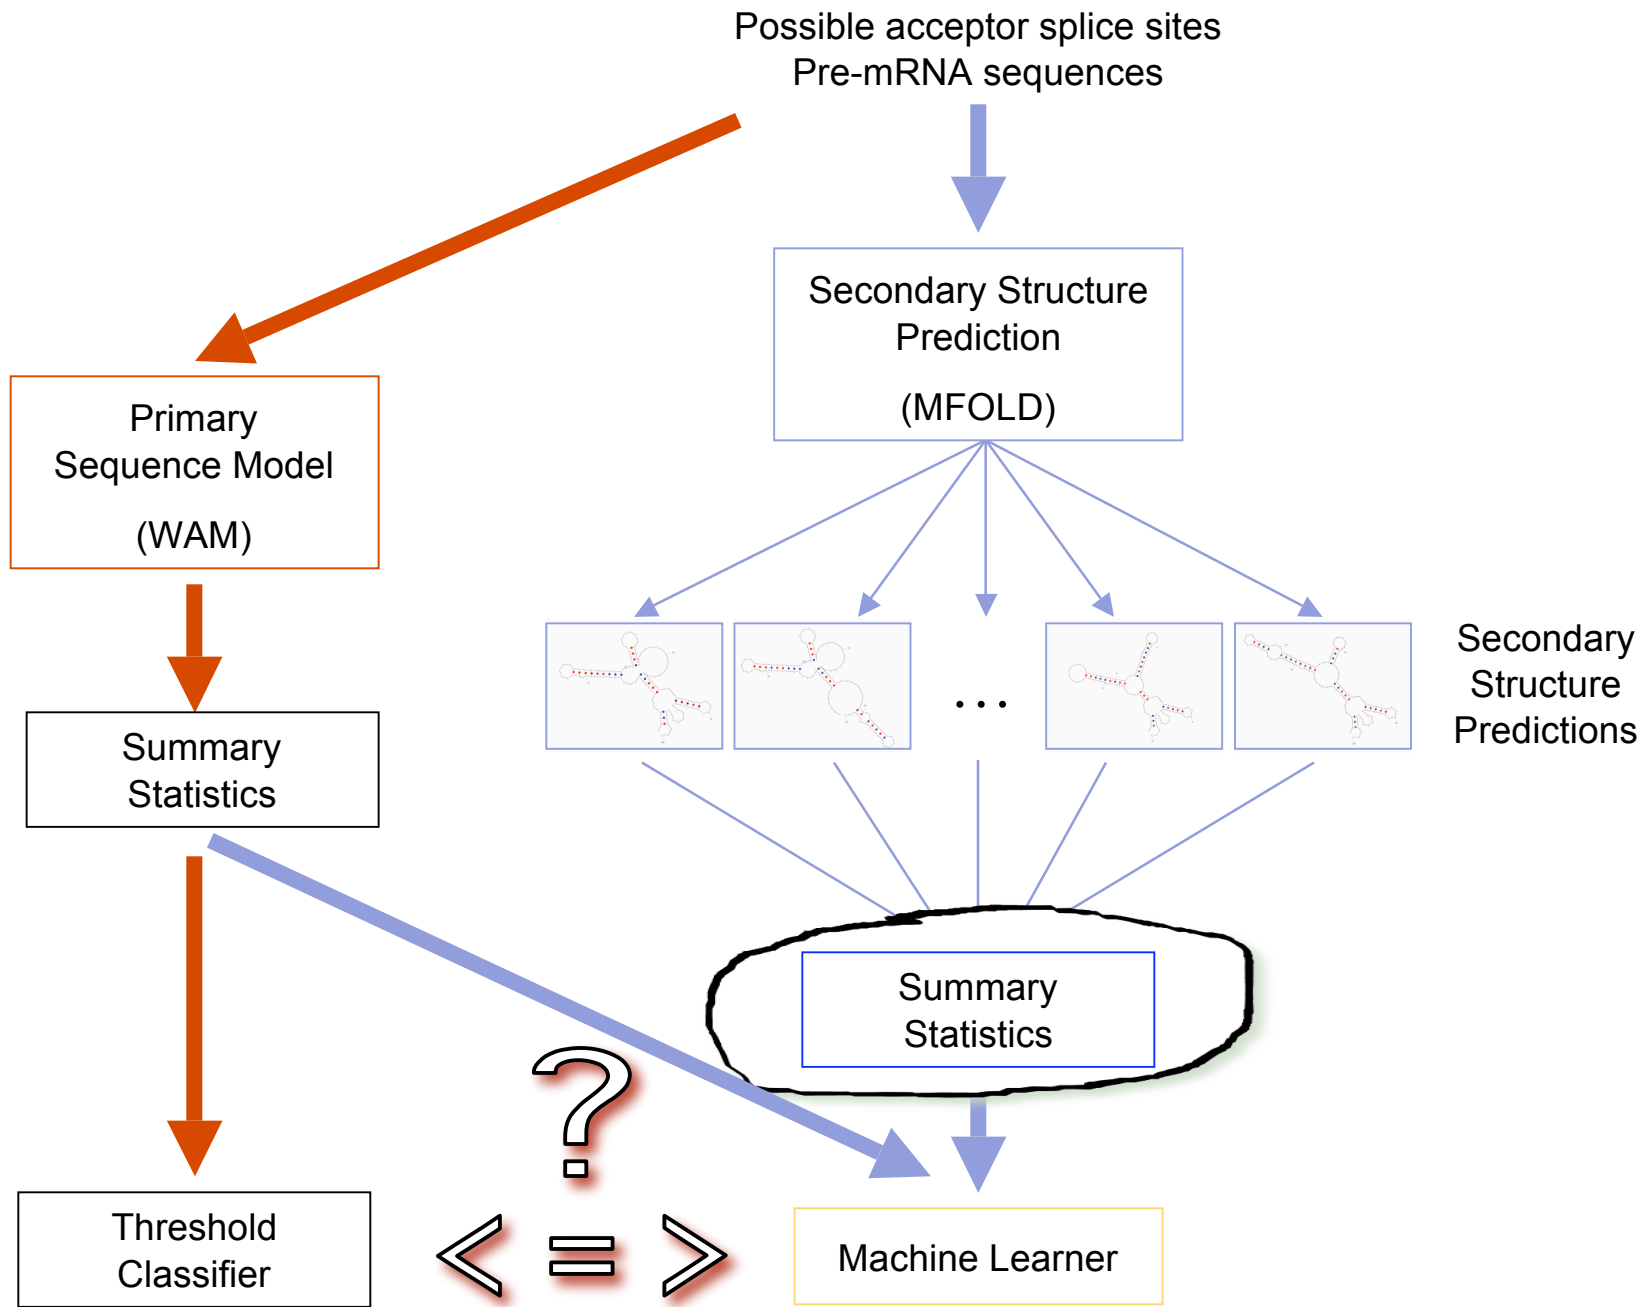 Possible acceptor splice sites
Pre-mRNA sequences
Secondary Structure
Prediction
(MFOLD)
Primary
Sequence Model
(WAM)
. . .
Secondary
Structure
Predictions
Summary
Statistics
Summary
Statistics
?
Threshold
Classifier
< = >
Machine Learner